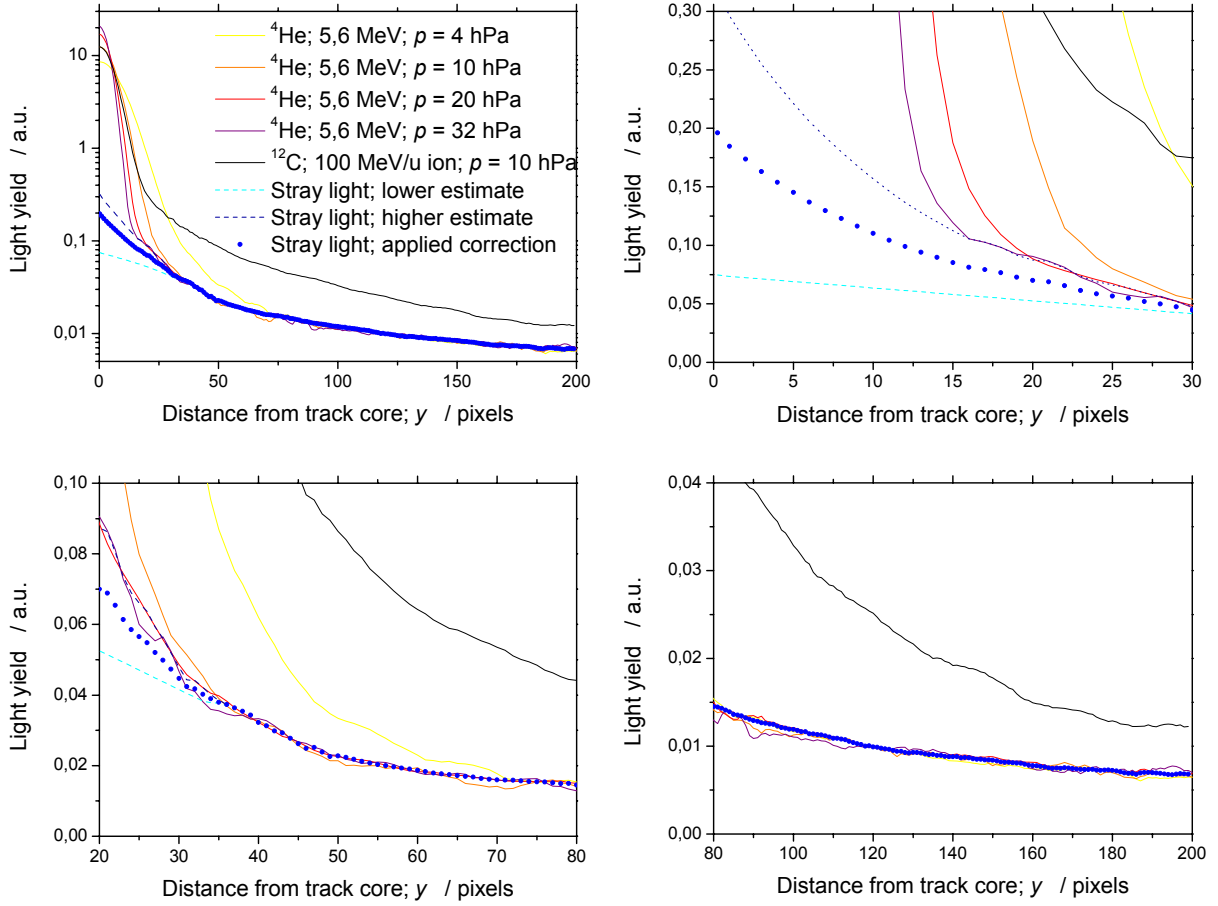 ⁴He; 5,6 MeV; p = 4 hPa
⁴He; 5,6 MeV; p = 10 hPa
⁴He; 5,6 MeV; p = 20 hPa
⁴He; 5,6 MeV; p = 32 hPa
¹²C; 100 MeV/u ion; p = 10 hPa
Stray light; lower estimate
Stray light; higher estimate
Stray light; applied correction
10
1
0,1
0,01
Light yield / a.u.
0 50 100 150 200
Distance from track core; y / pixels
0,30
0,25
0,20
0,15
0,10
0,05
0,00
Light yield / a.u.
0 5 10 15 20 25 30
Distance from track core; y / pixels
0,10
0,08
0,06
0,04
0,02
0,00
Light yield / a.u.
20 30 40 50 60 70 80
Distance from track core; y / pixels
0,04
0,03
0,02
0,01
0,00
Light yield / a.u.
80 100 120 140 160 180 200
Distance from track core; y / pixels